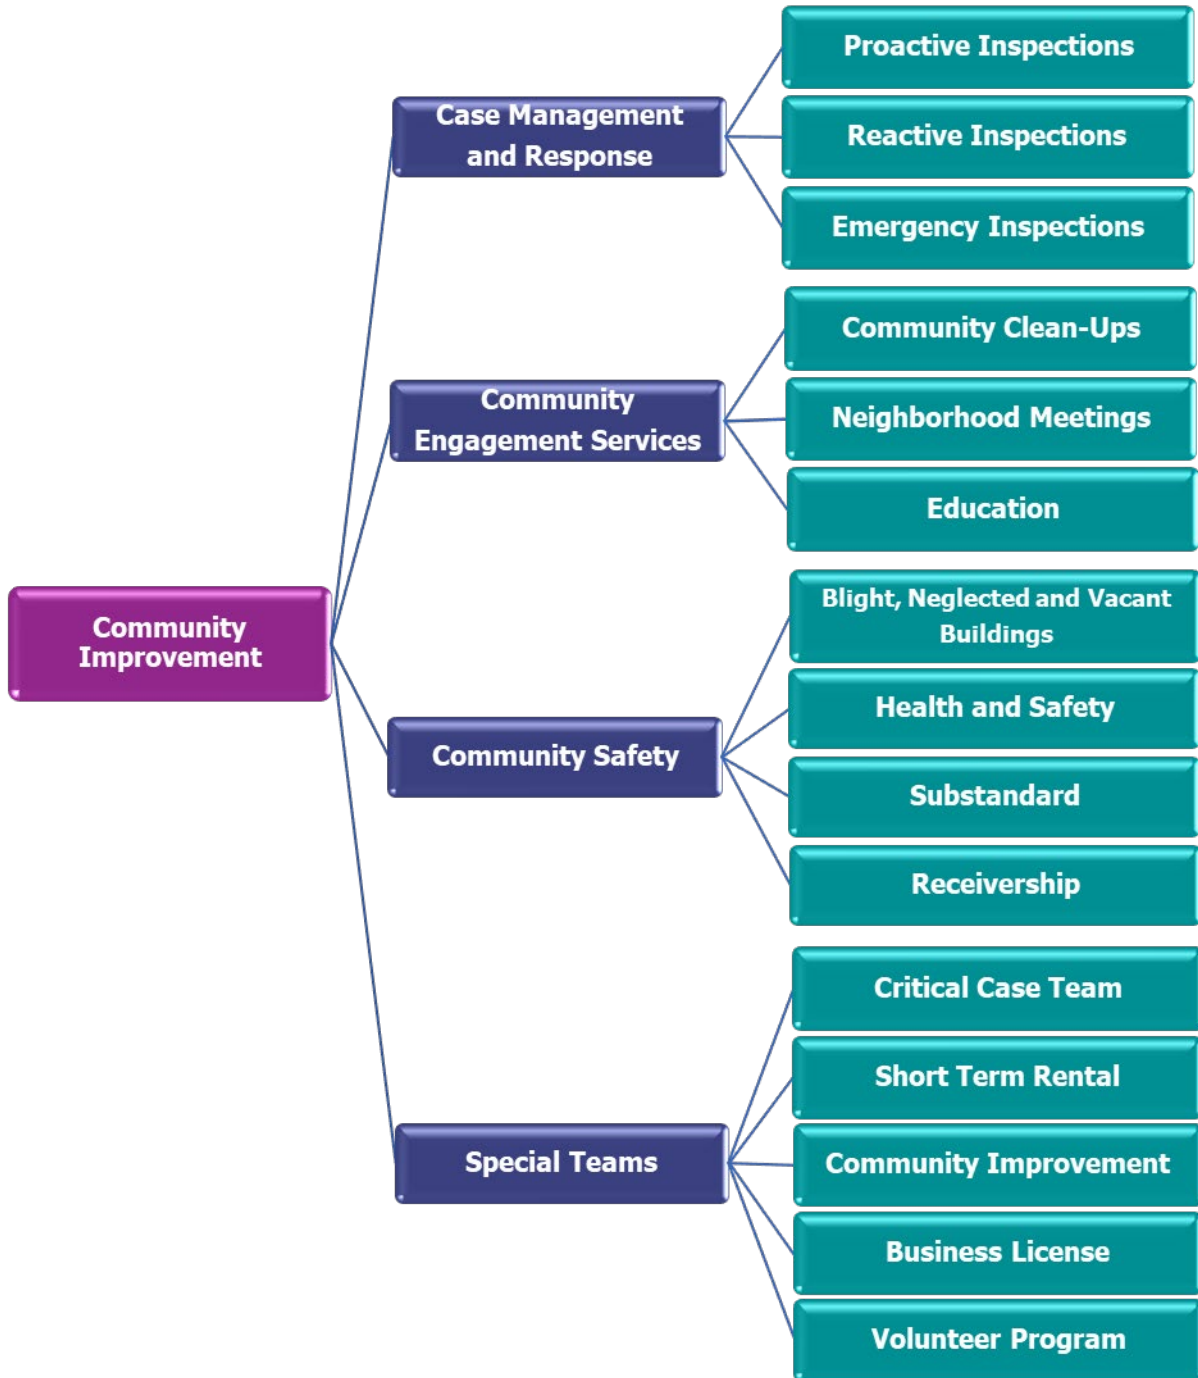 Community
Improvement
Case Management
and Response
Proactive Inspections
Reactive Inspections
Emergency Inspections
Community
Engagement Services
Community Clean-Ups
Neighborhood Meetings
Education
Community Safety
Blight, Neglected and Vacant
Buildings
Health and Safety
Substandard
Receivership
Special Teams
Critical Case Team
Short Term Rental
Community Improvement
Business License
Volunteer Program